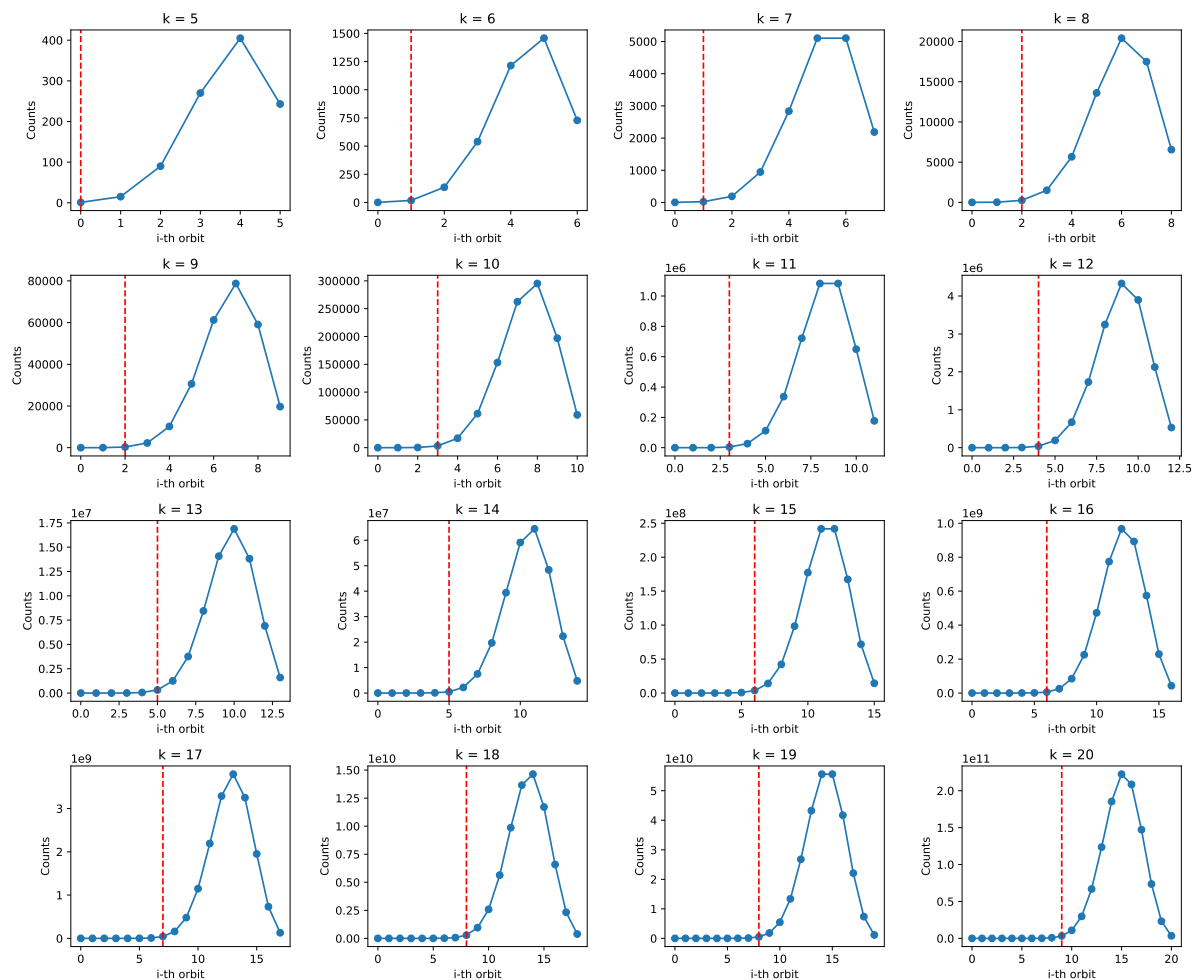 k = 5
400
300
200
100
0
Counts
0 1 2 3 4 5
i-th orbit
k = 6
1500
1250
1000
750
500
250
0
Counts
0 2 4 6
i-th orbit
k = 7
5000
4000
3000
2000
1000
0
Counts
0 2 4 6
i-th orbit
k = 8
20000
15000
10000
5000
0
Counts
0 2 4 6 8
i-th orbit
k = 9
80000
60000
40000
20000
0
Counts
0 2 4 6 8
i-th orbit
k = 10
300000
250000
200000
150000
100000
50000
0
Counts
0 2 4 6 8 10
i-th orbit
k = 11
1e6
1.0
0.8
0.6
0.4
0.2
0.0
Counts
0.0 2.5 5.0 7.5 10.0
i-th orbit
k = 12
1e6
4
3
2
1
0
Counts
0.0 2.5 5.0 7.5 10.0 12.5
i-th orbit
k = 13
1e7
1.75
1.50
1.25
1.00
0.75
0.50
0.25
0.00
Counts
0.0 2.5 5.0 7.5 10.0 12.5
i-th orbit
k = 14
1e7
6
5
4
3
2
1
0
Counts
0 5 10
i-th orbit
k = 15
1e8
2.5
2.0
1.5
1.0
0.5
0.0
Counts
0 5 10 15
i-th orbit
k = 16
1e9
1.0
0.8
0.6
0.4
0.2
0.0
Counts
0 5 10 15
i-th orbit
k = 17
1e9
3
2
1
0
Counts
0 5 10 15
i-th orbit
k = 18
1e10
1.50
1.25
1.00
0.75
0.50
0.25
0.00
Counts
0 5 10 15
i-th orbit
k = 19
1e10
5
4
3
2
1
0
Counts
0 5 10 15
i-th orbit
k = 20
1e11
2.0
1.5
1.0
0.5
0.0
Counts
0 5 10 15 20
i-th orbit